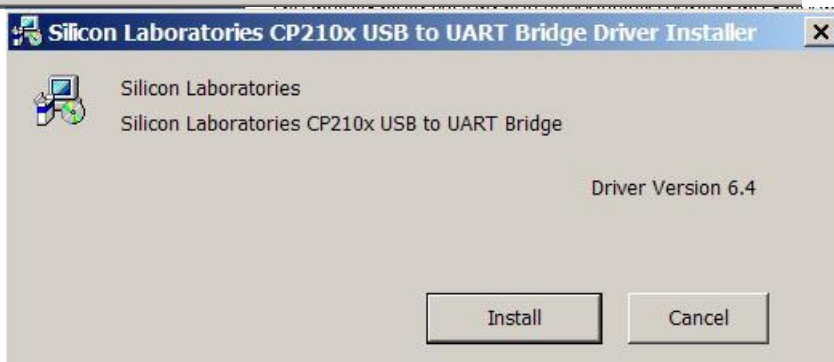 Silicon Laboratories CP210x USB to UART Bridge Driver Installer
Silicon Laboratories
Silicon Laboratories CP210x USB to UART Bridge
Driver Version 6.4
Install
Cancel